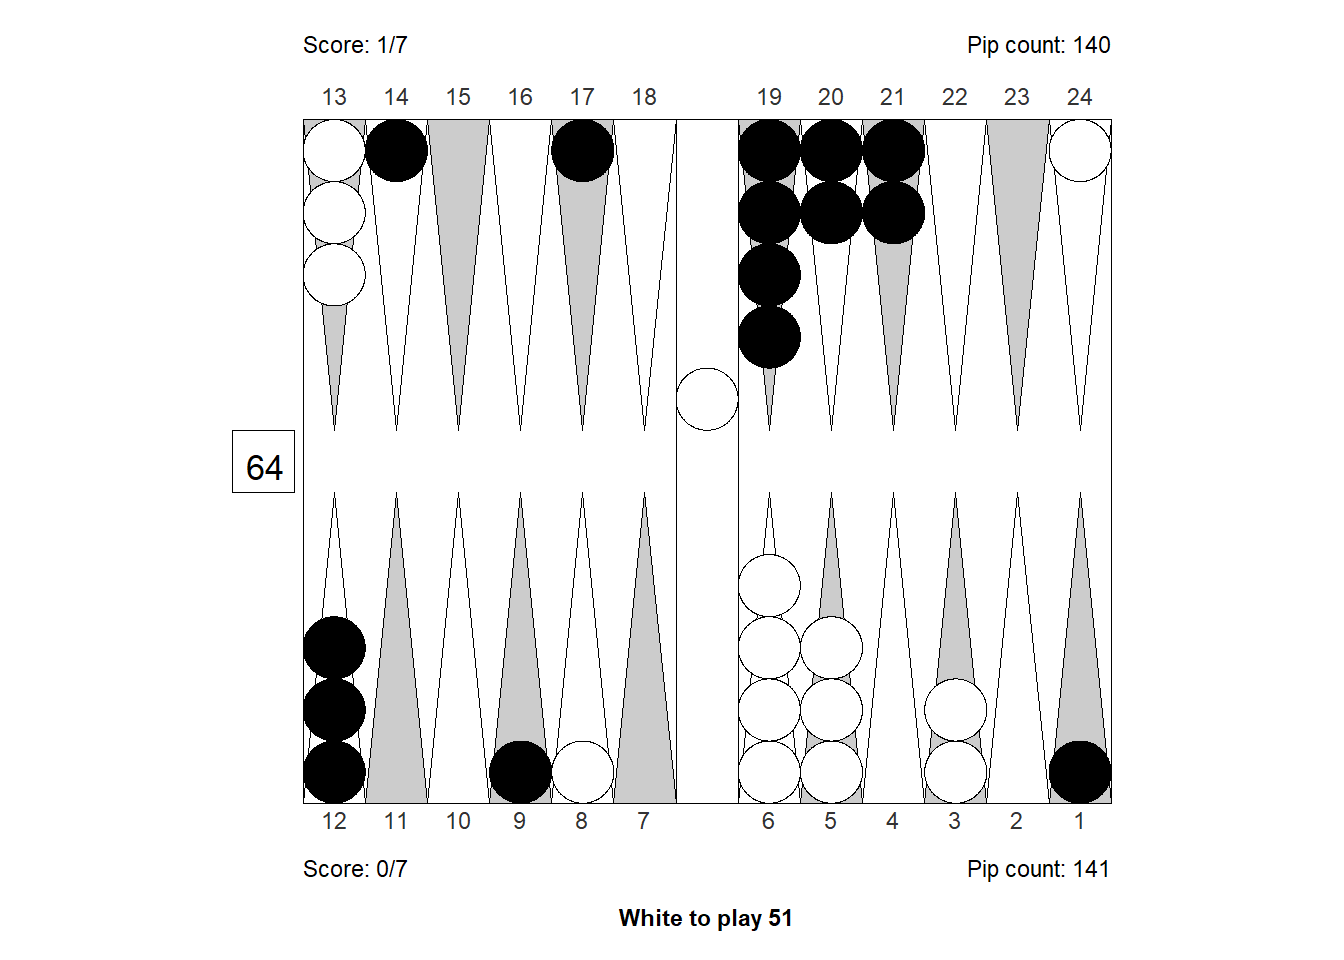 Score: 1/7 Pip count: 140
13 14 15 16 17 18 19 20 21 22 23 24
64
12 11 10 9 8 7 6 5 4 3 2 1
Score: 0/7 Pip count: 141
White to play 51